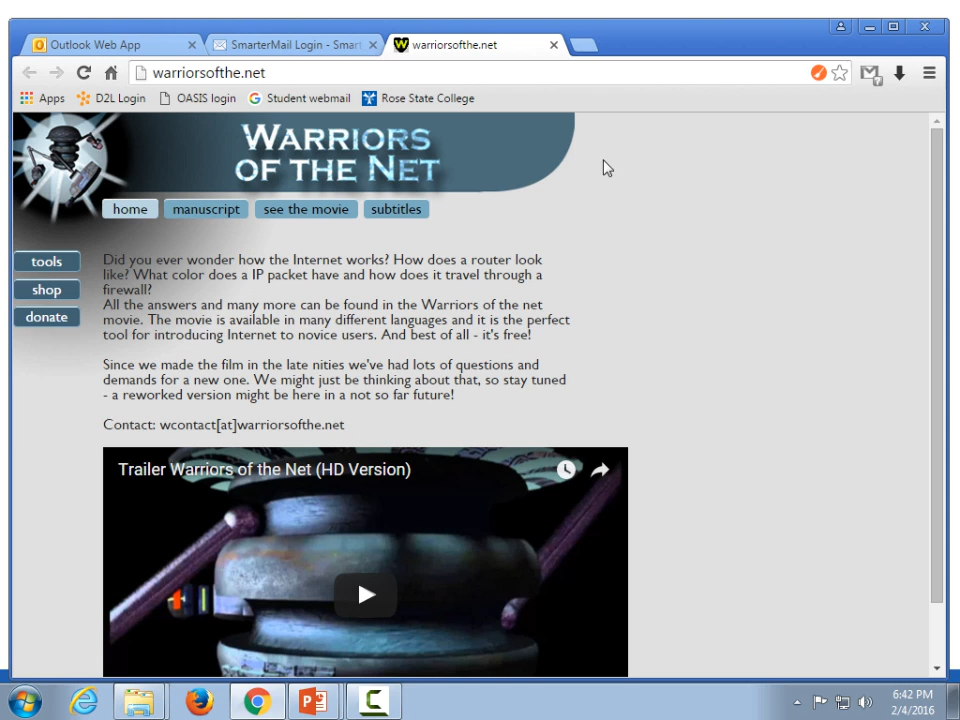 Outlook Web App
SmarterMail Login - Smart
warriorsofthe.net
warriorsofthe.net
Apps D2L Login OASIS login Student webmail Rose State College
WARRIORS
OF THE NET
home manuscript see the movie subtitles
tools
shop
donate
Did you ever wonder how the Internet works? How does a router look
like? What color does a IP packet have and how does it travel through a
firewall?
All the answers and many more can be found in the Warriors of the net
movie. The movie is available in many different languages and it is the perfect
tool for introducing Internet to novice users. And best of all - it's free!
Since we made the film in the late nities we've had lots of questions and
demands for a new one. We might just be thinking about that, so stay tuned
- a reworked version might be here in a not so far future!
Contact: wcontact[at]warriorsofthe.net
Trailer Warriors of the Net (HD Version)
6:42 PM
2/4/2016